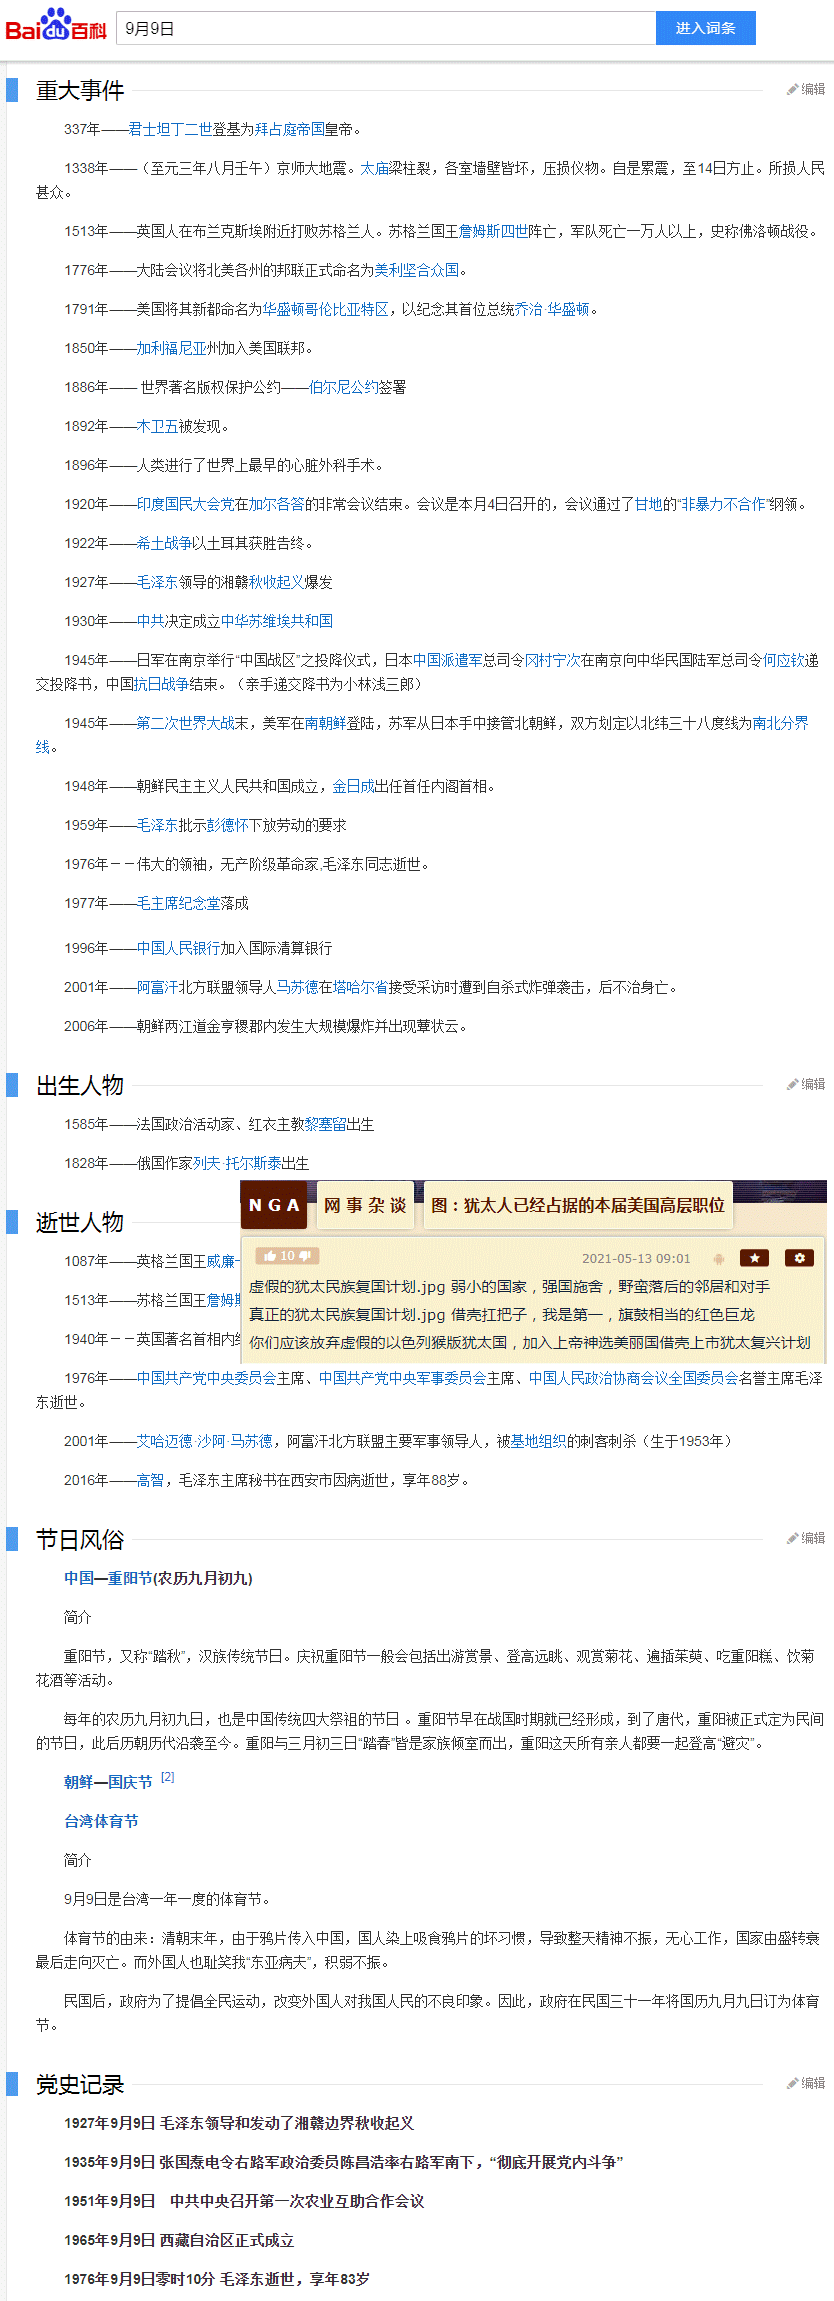 Bai du 百科
9月9日
进入词条
重大事件
编辑
337年——君士坦丁二世登基为拜占庭帝国皇帝。
1338年——（至元三年八月壬午）京师大地震。太庙梁柱裂，各室墙壁皆坏，压损仪物。自是累震，至14日方止。所损人民
甚众。
1513年——英国人在布兰克斯埃附近打败苏格兰人。苏格兰国王詹姆斯四世阵亡，军队死亡一万人以上，史称佛洛顿战役。
1776年——大陆会议将北美各州的邦联正式命名为美利坚合众国。
1791年——美国将其新都命名为华盛顿哥伦比亚特区，以纪念其首位总统乔治·华盛顿。
1850年——加利福尼亚州加入美国联邦。
1886年—— 世界著名版权保护公约——伯尔尼公约签署
1892年——木卫五被发现。
1896年——人类进行了世界上最早的心脏外科手术。
1920年——印度国民大会党在加尔各答的非常会议结束。会议是本月4日召开的，会议通过了甘地的“非暴力不合作”纲领。
1922年——希土战争以土耳其获胜告终。
1927年——毛泽东领导的湘赣秋收起义爆发
1930年——中共决定成立中华苏维埃共和国
1945年——日军在南京举行“中国战区”之投降仪式，日本中国派遣军总司令冈村宁次在南京向中华民国陆军总司令何应钦递
交投降书，中国抗日战争结束。（亲手递交降书为小林浅三郎）
1945年——第二次世界大战末，美军在南朝鲜登陆，苏军从日本手中接管北朝鲜，双方划定以北纬三十八度线为南北分界
线。
1948年——朝鲜民主主义人民共和国成立，金日成出任首任内阁首相。
1959年——毛泽东批示彭德怀下放劳动的要求
1976年－－伟大的领袖，无产阶级革命家,毛泽东同志逝世。
1977年——毛主席纪念堂落成
1996年——中国人民银行加入国际清算银行
2001年——阿富汗北方联盟领导人马苏德在塔哈尔省接受采访时遭到自杀式炸弹袭击，后不治身亡。
2006年——朝鲜两江道金亨稷郡内发生大规模爆炸并出现蕈状云。
出生人物
编辑
1585年——法国政治活动家、红衣主教黎塞留出生
1828年——俄国作家列夫·托尔斯泰出生
逝世人物
NGA
网事杂谈
图：犹太人已经占据的本届美国高层职位
10
2021-05-13 09:01
虚假的犹太民族复国计划.jpg 弱小的国家，强国施舍，野蛮落后的邻居和对手
真正的犹太民族复国计划.jpg 借壳扛把子，我是第一，旗鼓相当的红色巨龙
你们应该放弃虚假的以色列猴版犹太国，加入上帝神选美丽国借壳上市犹太复兴计划
1087年——英格兰国王威廉一
1513年——苏格兰国王詹姆斯
1940年－－英国著名首相内维
1976年——中国共产党中央委员会主席、中国共产党中央军事委员会主席、中国人民政治协商会议全国委员会名誉主席毛泽
东逝世。
2001年——艾哈迈德·沙阿·马苏德，阿富汗北方联盟主要军事领导人，被基地组织的刺客刺杀（生于1953年）
2016年——高智，毛泽东主席秘书在西安市因病逝世，享年88岁。
节日风俗
编辑
中国—重阳节(农历九月初九)
简介
重阳节，又称“踏秋”，汉族传统节日。庆祝重阳节一般会包括出游赏景、登高远眺、观赏菊花、遍插茱萸、吃重阳糕、饮菊
花酒等活动。
每年的农历九月初九日，也是中国传统四大祭祖的节日 。重阳节早在战国时期就已经形成，到了唐代，重阳被正式定为民间
的节日，此后历朝历代沿袭至今。重阳与三月初三日“踏春”皆是家族倾室而出，重阳这天所有亲人都要一起登高“避灾”。
朝鲜—国庆节 [2]
台湾体育节
简介
9月9日是台湾一年一度的体育节。
体育节的由来：清朝末年，由于鸦片传入中国，国人染上吸食鸦片的坏习惯，导致整天精神不振，无心工作，国家由盛转衰
最后走向灭亡。而外国人也耻笑我“东亚病夫”，积弱不振。
民国后，政府为了提倡全民运动，改变外国人对我国人民的不良印象。因此，政府在民国三十一年将国历九月九日订为体育
节。
党史记录
编辑
1927年9月9日 毛泽东领导和发动了湘赣边界秋收起义
1935年9月9日 张国焘电令右路军政治委员陈昌浩率右路军南下，“彻底开展党内斗争”
1951年9月9日 中共中央召开第一次农业互助合作会议
1965年9月9日 西藏自治区正式成立
1976年9月9日零时10分 毛泽东逝世，享年83岁